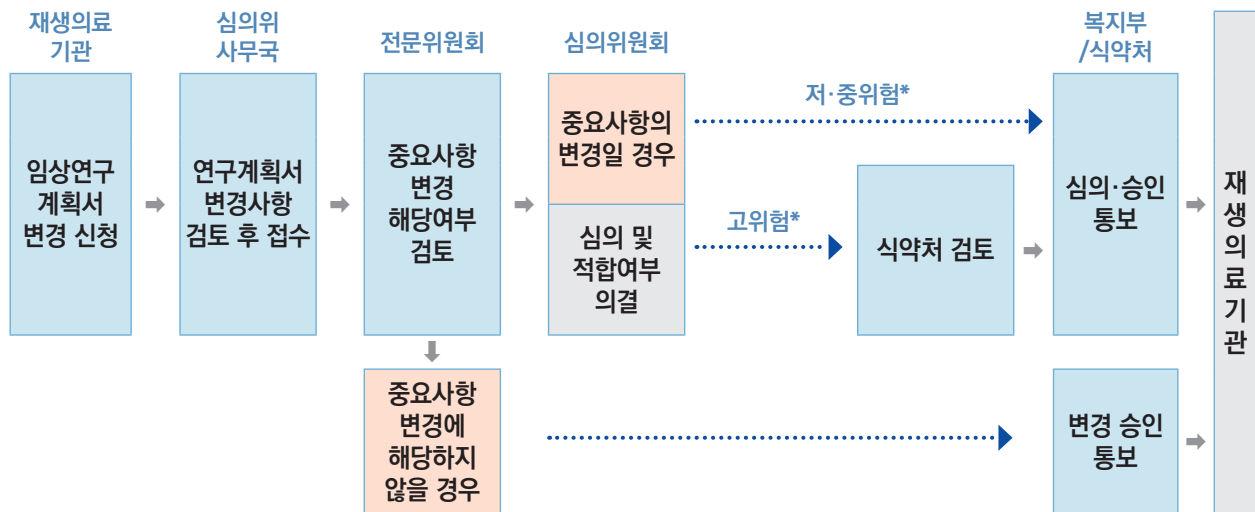 재생의료
기관
심의위
사무국
전문위원회
심의위원회
복지부
/식약처
임상연구
계획서
변경 신청
연구계획서
변경사항
검토 후 접수
중요사항
변경
해당여부
검토
중요사항의
변경일 경우
심의 및
적합여부
의결
저·중위험*
고위험*
식약처 검토
심의·승인
통보
중요사항
변경에
해당하지
않을 경우
변경 승인
통보
재
생
의
료
기
관